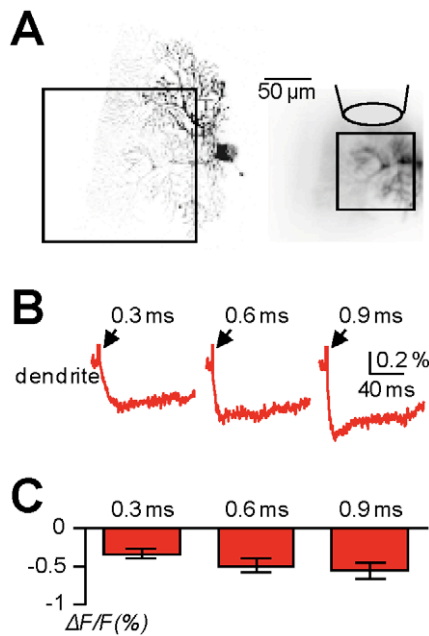 A
50 µm
B
0.3 ms 0.6 ms 0.9 ms
dendrite
0.2 %
40 ms
C
0.3 ms 0.6 ms 0.9 ms
0
-0.5
-1
ΔF/F(%)